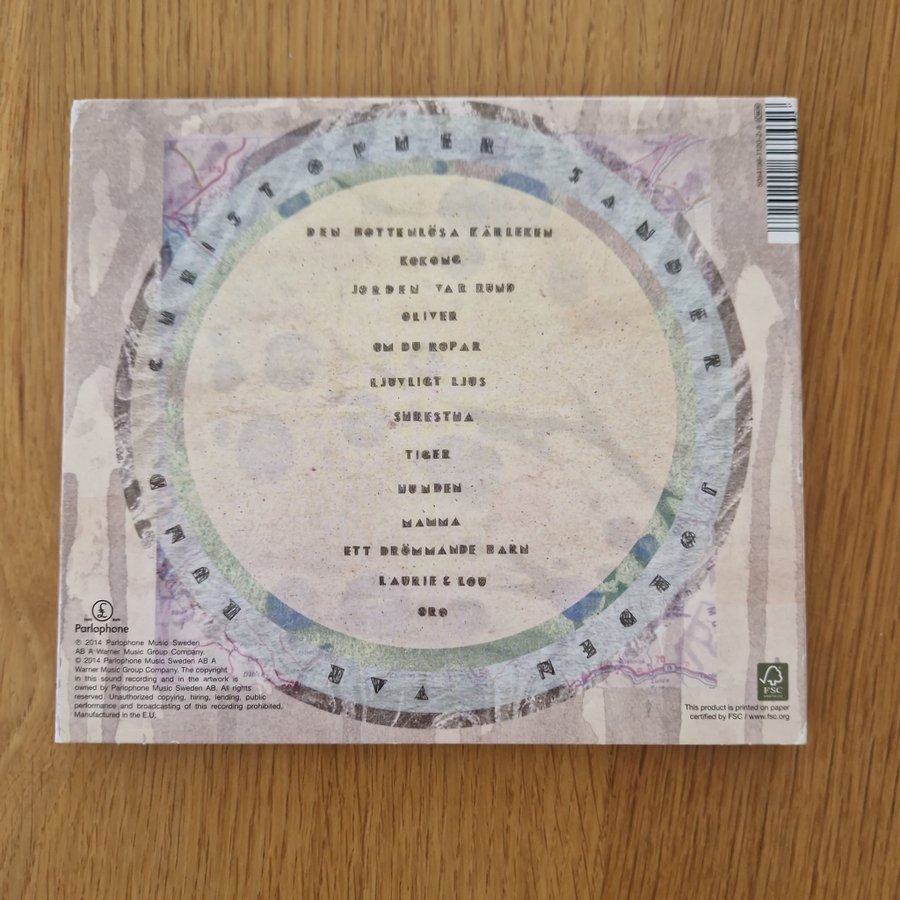 CHRISTOPHER SANDER JORDEN VAR RUND
DEN BOTTENLÖSA KÄRLEKEN
KOKONG
JORDEN VAR RUND
OLIVER
OM DU ROPAR
LJUVLIGT LJUS
SHRESTHA
TIGER
HUNDEN
MAMMA
ETT DRÖMMANDE BARN
LAURIE & LOU
ORO
Parlophone
℗ 2014 Parlophone Music Sweden
AB A Warner Music Group Company.
© 2014 Parlophone Music Sweden AB A
Warner Music Group Company. The copyright
in this sound recording and in the artwork is
owned by Parlophone Music Sweden AB. All rights
reserved. Unauthorized copying, hiring, lending, public
performance and broadcasting of this recording prohibited.
Manufactured in the E.U.
FSC
This product is printed on paper
certified by FSC / www.fsc.org